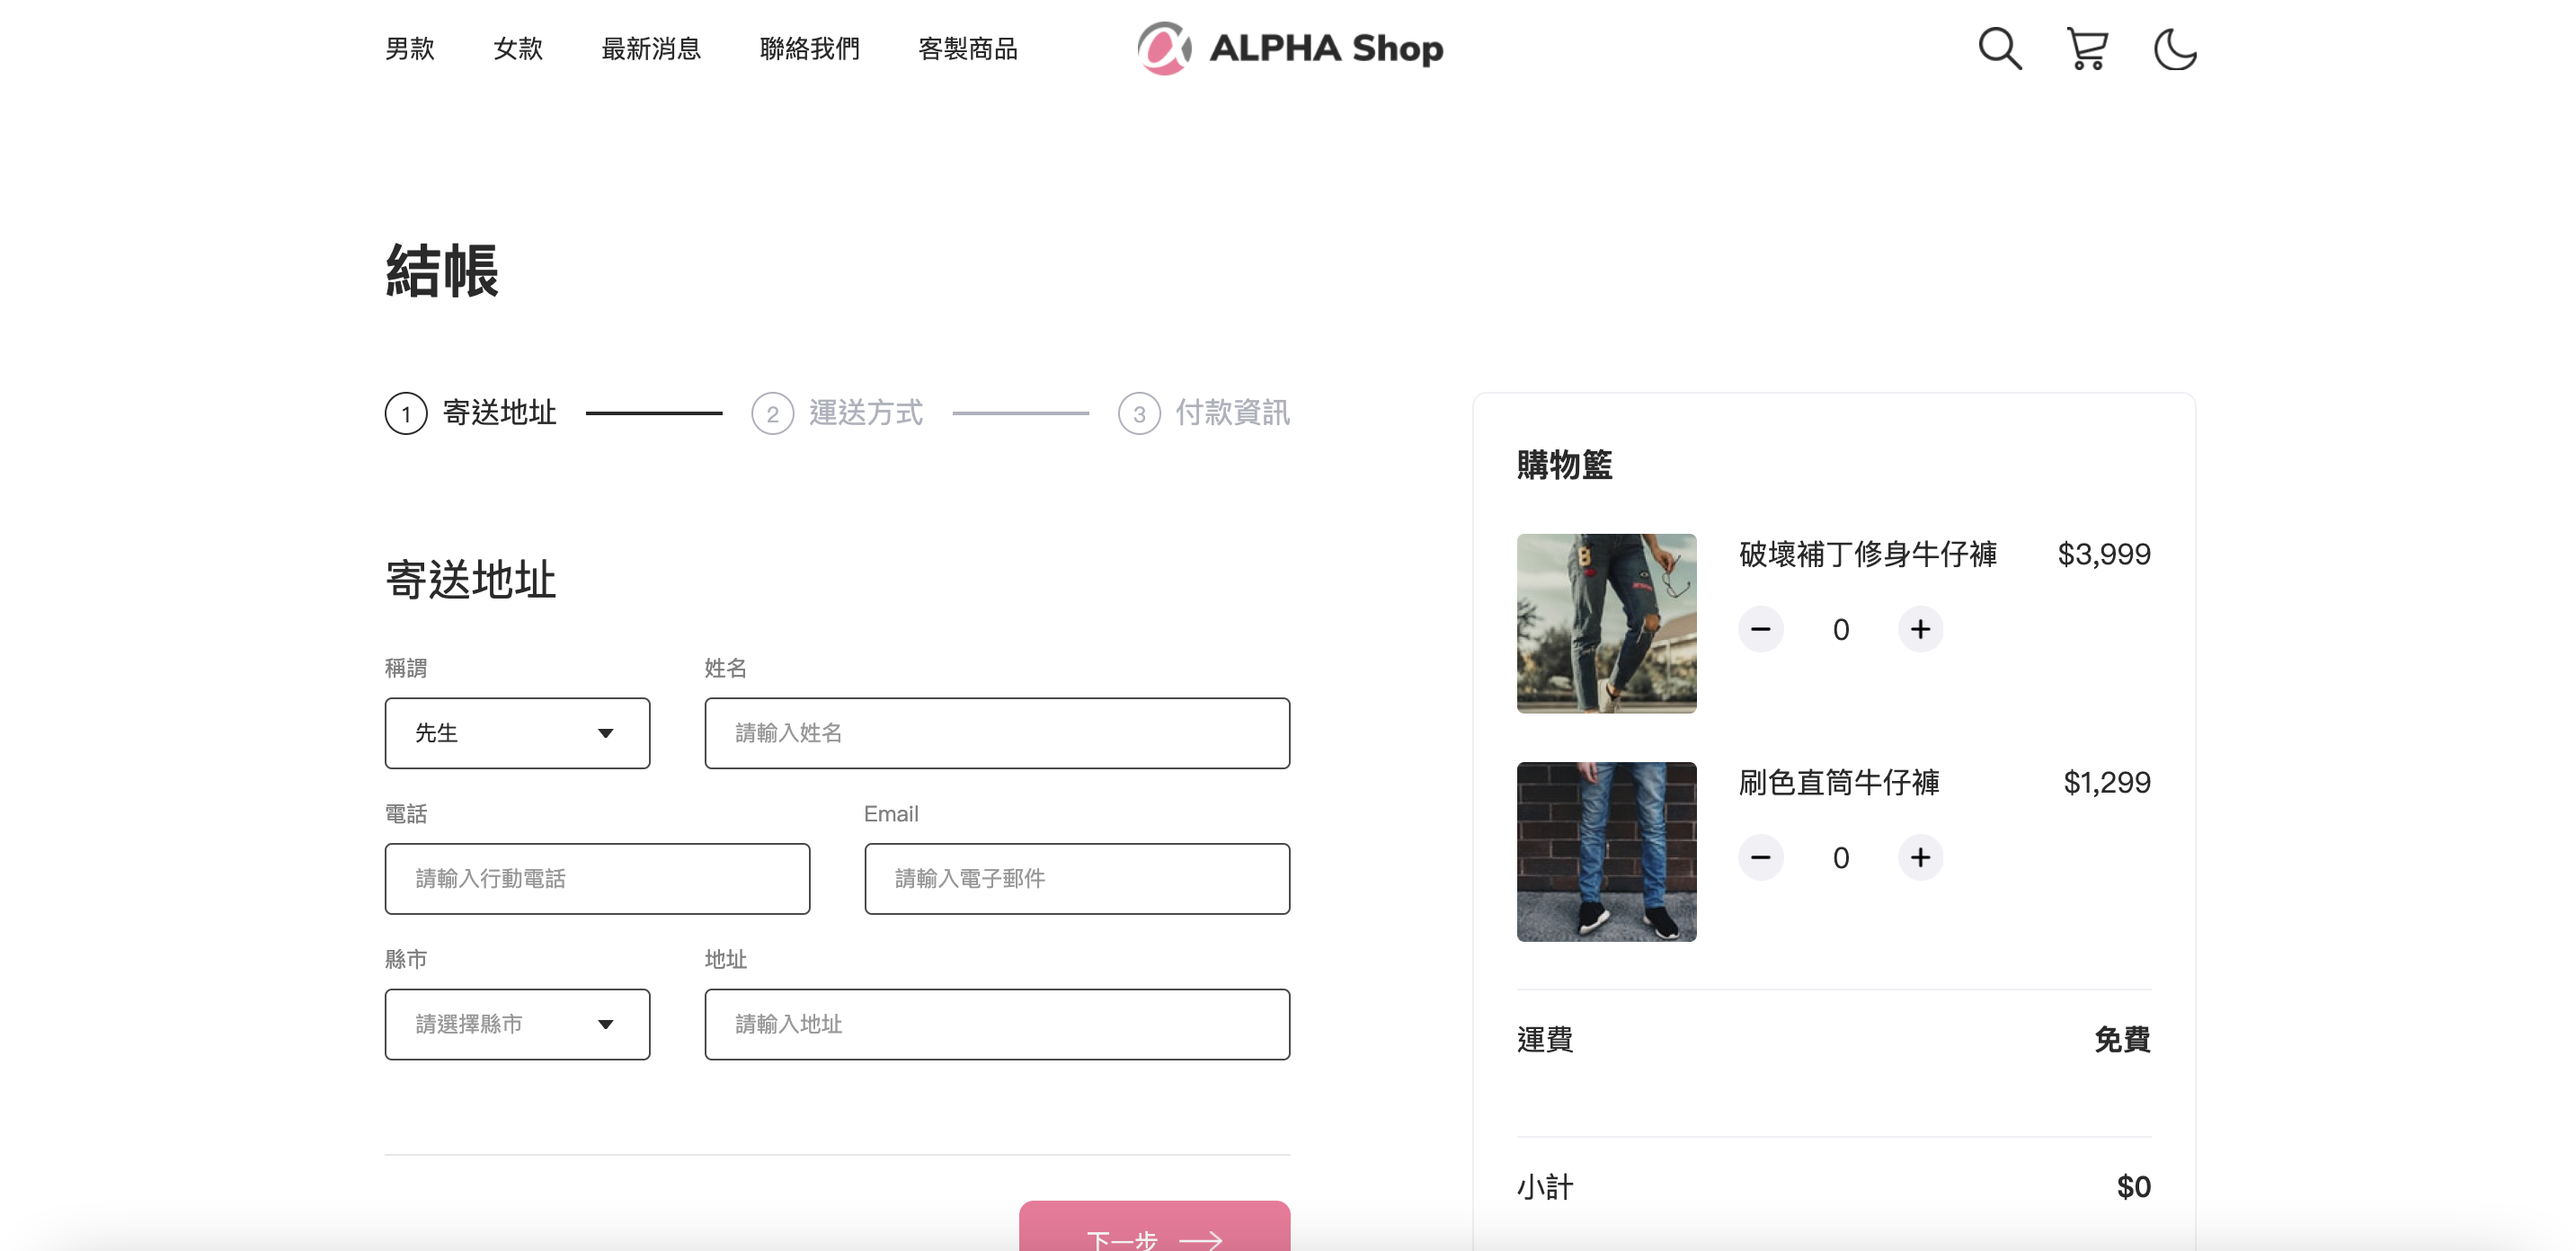 男款 女款 最新消息 聯絡我們 客製商品 ALPHA Shop
結帳
1 寄送地址 2 運送方式 3 付款資訊
寄送地址
稱謂 姓名
先生 請輸入姓名
電話 Email
請輸入行動電話 請輸入電子郵件
縣市 地址
請選擇縣市 請輸入地址
下一步
購物籃
破壞補丁修身牛仔褲 $3,999
0
刷色直筒牛仔褲 $1,299
0
運費 免費
小計 $0